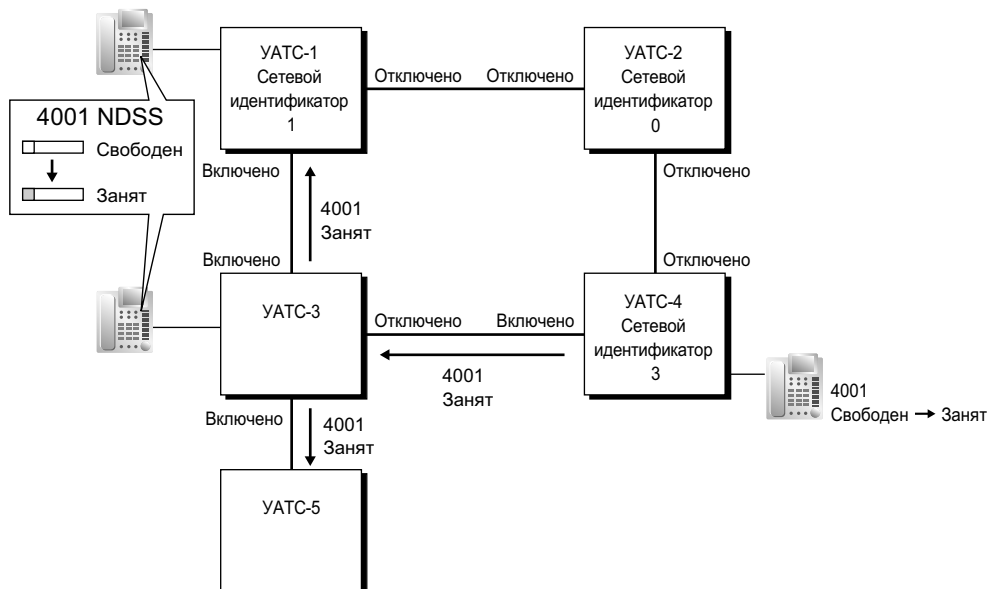 УАТС-1
Сетевой
идентификатор
1
Отключено
Отключено
УАТС-2
Сетевой
идентификатор
0
4001 NDSS
Свободен
Занят
Включено
Отключено
4001
Занят
Включено
Отключено
УАТС-3
Отключено
Включено
УАТС-4
Сетевой
идентификатор
3
4001
Занят
4001
Свободен → Занят
Включено
4001
Занят
УАТС-5